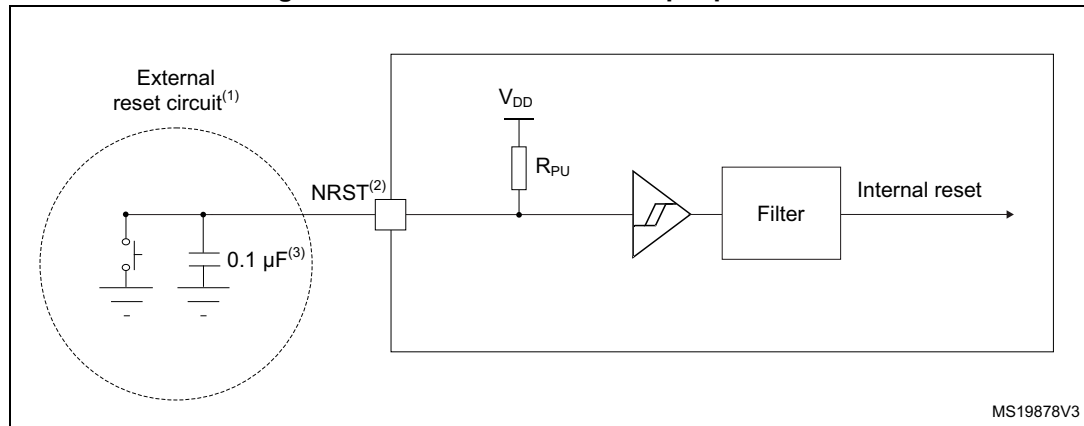 External
reset circuit(1)
VDD
RPU
NRST(2)
Filter
Internal reset
0.1 µF(3)
MS19878V3